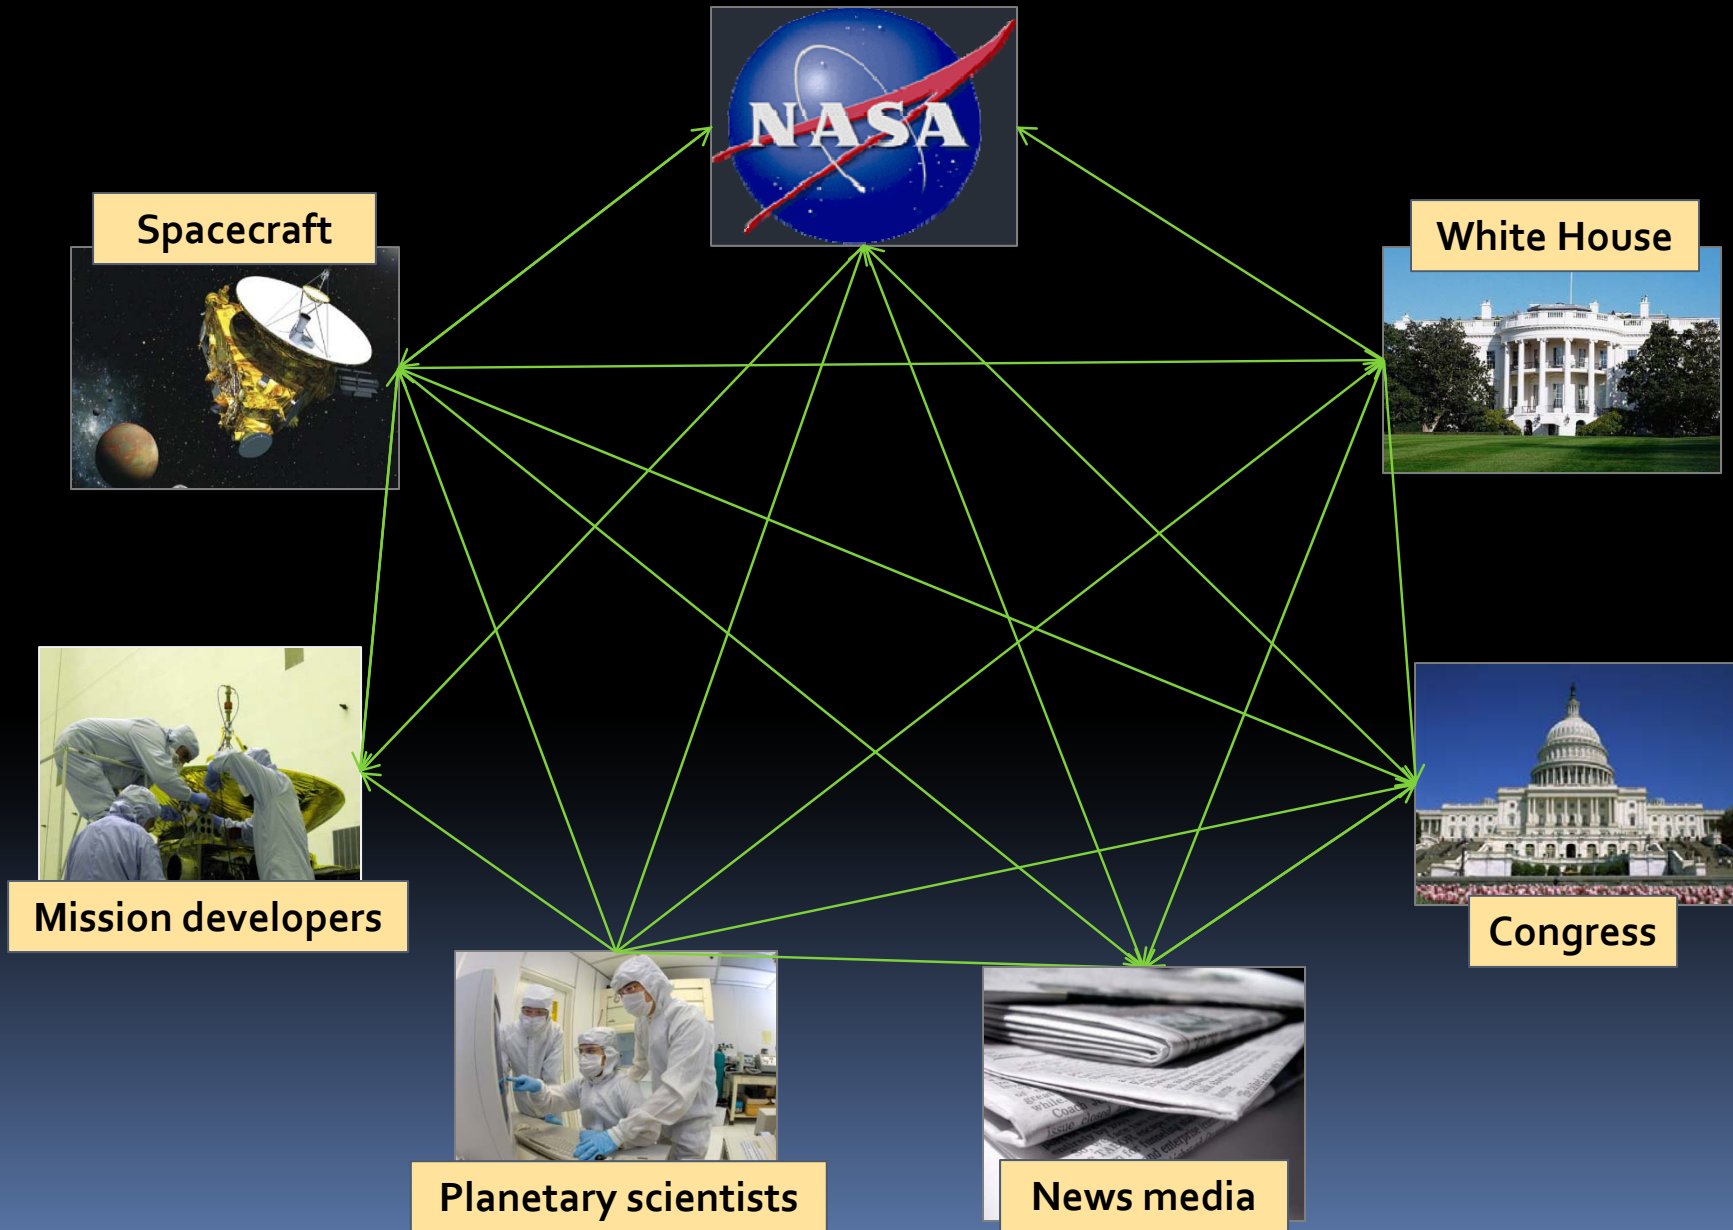 NASA
Spacecraft
White House
Mission developers
Congress
Planetary scientists
News media